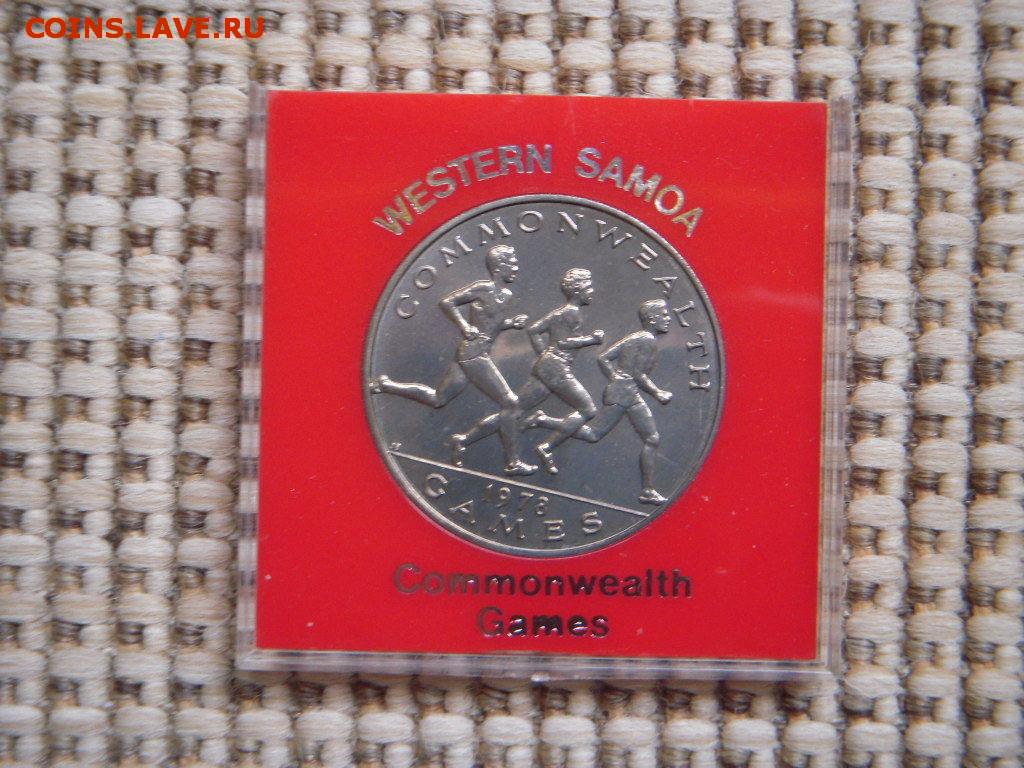 COINS.LAVE.RU
WESTERN SAMOA
COMMONWEALTH
1978
GAMES
Commonwealth
Games